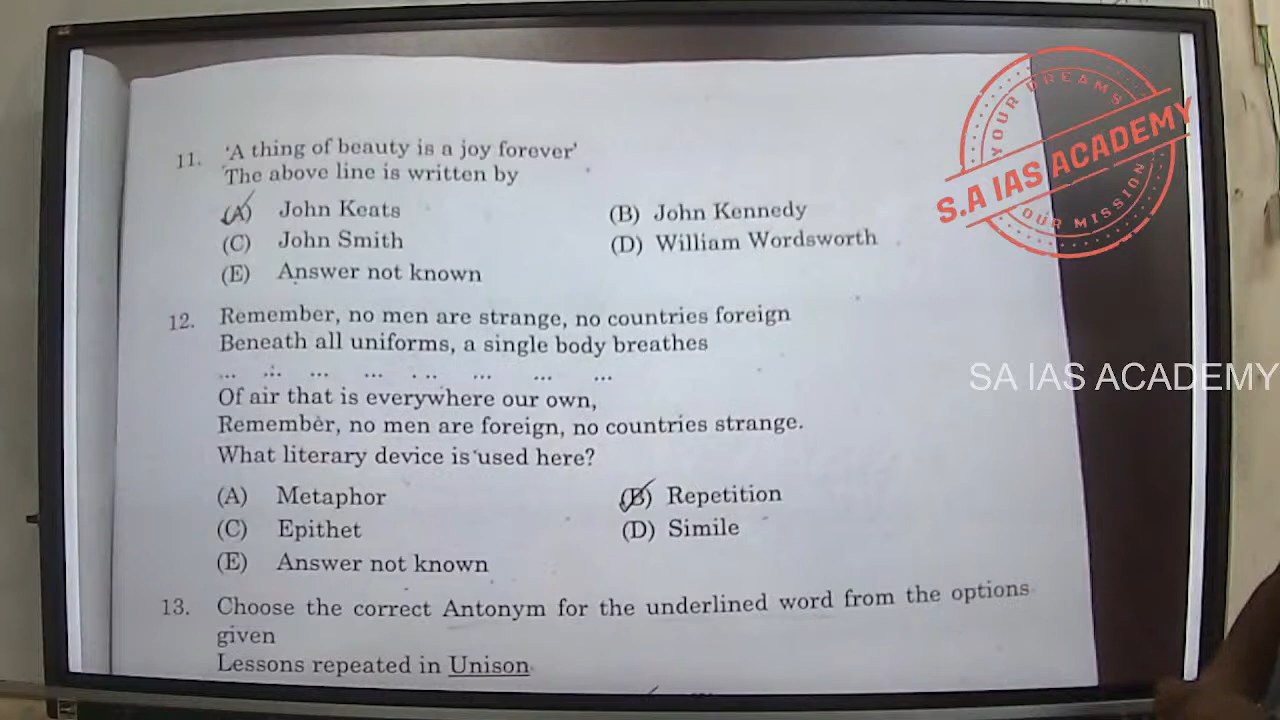 11. 'A thing of beauty is a joy forever'
The above line is written by
(A) John Keats (B) John Kennedy
(C) John Smith (D) William Wordsworth
(E) Answer not known
12. Remember, no men are strange, no countries foreign
Beneath all uniforms, a single body breathes
... ... ... ... ... ... ... ...
Of air that is everywhere our own,
Remember, no men are foreign, no countries strange.
What literary device is used here?
(A) Metaphor (B) Repetition
(C) Epithet (D) Simile
(E) Answer not known
13. Choose the correct Antonym for the underlined word from the options
given
Lessons repeated in Unison
YOUR DREAMS
S.A IAS ACADEMY
OUR MISSION
SA IAS ACADEMY